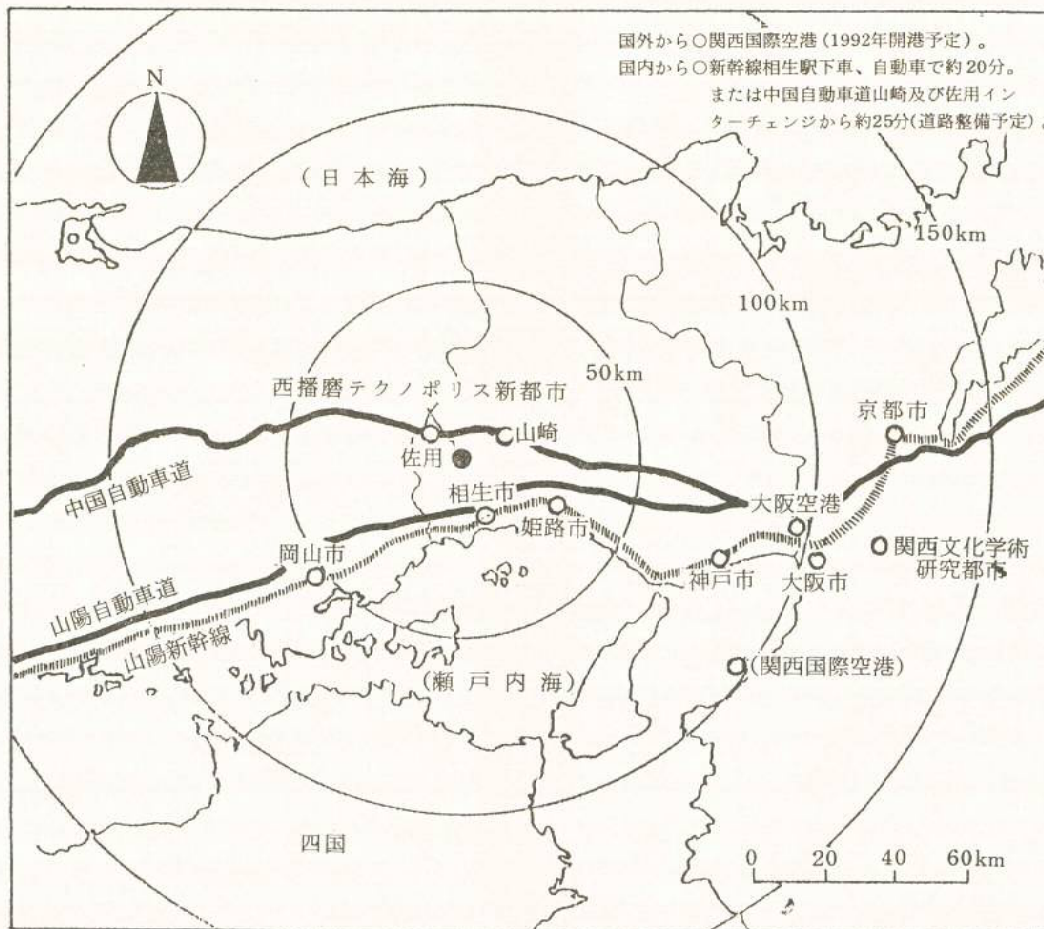 国外から○関西国際空港(1992年開港予定)。
国内から○新幹線相生駅下車、自動車で約20分。
または中国自動車道山崎及び佐用イン
ターチェンジから約25分(道路整備予定)。
N
(日本海)
150km
100km
50km
西播磨テクノポリス新都市
京都市
山崎
佐用
中国自動車道
相生市
大阪空港
姫路市
関西文化学術
研究都市
岡山市
神戸市
大阪市
山陽自動車道
山陽新幹線
(関西国際空港)
(瀬戸内海)
四国
0 20 40 60km